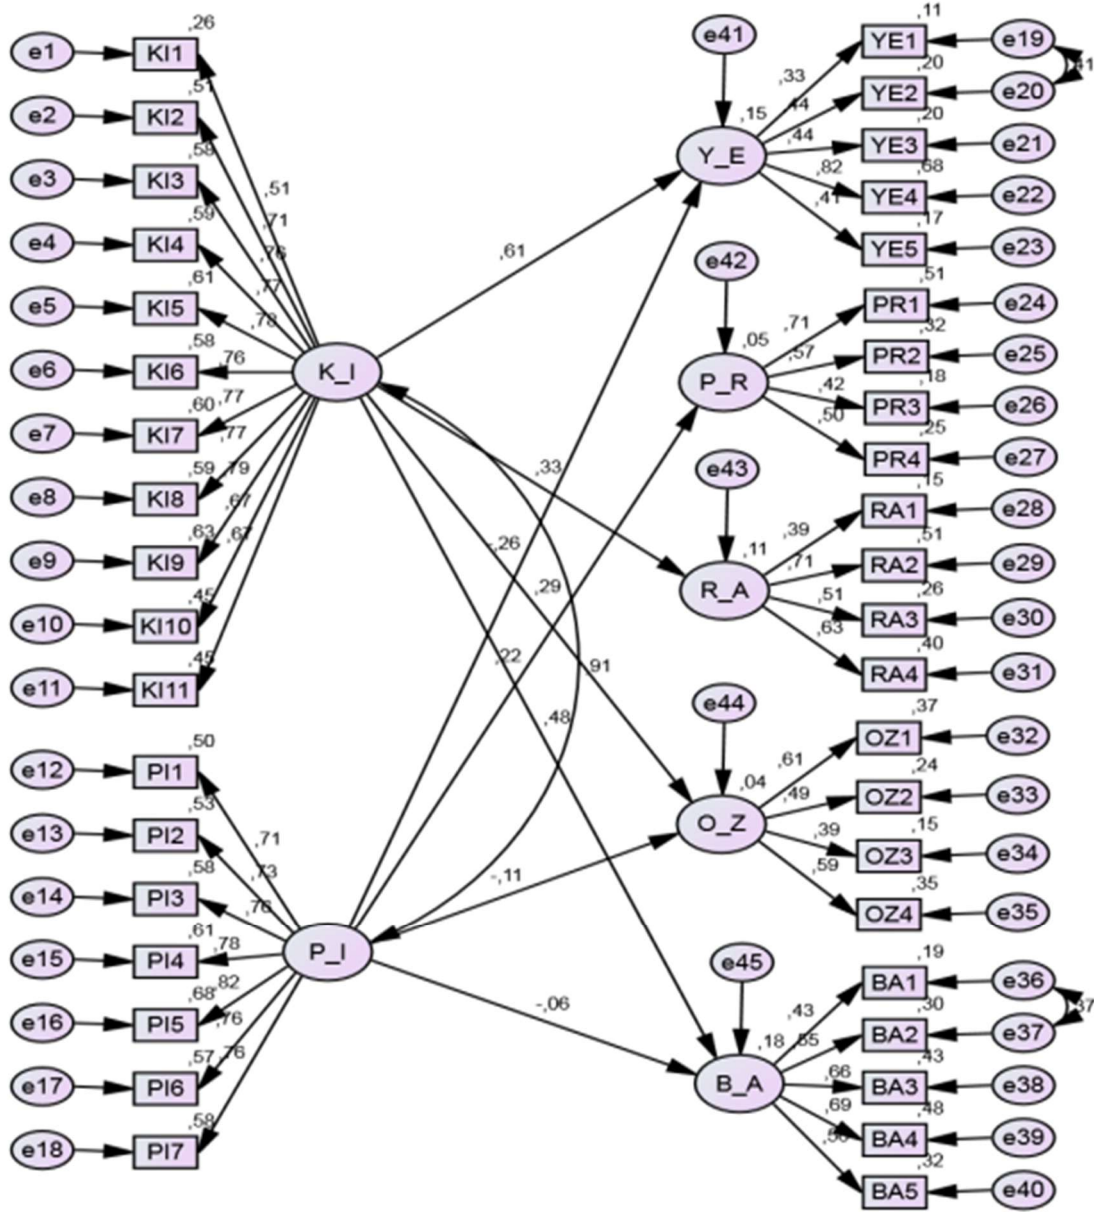 e1 KI1 ,26
e2 KI2 ,51
e3 KI3 ,58
e4 KI4 ,59
e5 KI5 ,61
e6 KI6 ,58
e7 KI7 ,60
e8 KI8 ,59
e9 KI9 ,63
e10 KI10 ,45
e11 KI11 ,45
,51
,71
,76
,77
,78
,76
,77
,77
,79
,67
,67
K_I
e12 PI1 ,50
e13 PI2 ,53
e14 PI3 ,58
e15 PI4 ,61
e16 PI5 ,68
e17 PI6 ,57
e18 PI7 ,58
,71
,73
,76
,78
,82
,76
,76
P_I
,61
,33
-,26
,29
,22
,91
,48
-,11
-,06
e41
Y_E ,15
,33
,44
,44
,82
,41
YE1 ,11 e19
YE2 ,20 e20
YE3 ,20 e21
YE4 ,68 e22
YE5 ,17 e23
e42
P_R ,05
,71
,57
,42
,50
PR1 ,51 e24
PR2 ,32 e25
PR3 ,18 e26
PR4 ,25 e27
e43
R_A ,11
,39
,71
,51
,63
RA1 ,15 e28
RA2 ,51 e29
RA3 ,26 e30
RA4 ,40 e31
e44
O_Z ,04
,61
,49
,39
,59
OZ1 ,37 e32
OZ2 ,24 e33
OZ3 ,15 e34
OZ4 ,35 e35
e45
B_A ,18
,43
,55
,66
,69
BA1 ,19 e36
BA2 ,30 e37
BA3 ,43 e38
BA4 ,48 e39
BA5 ,32 e40